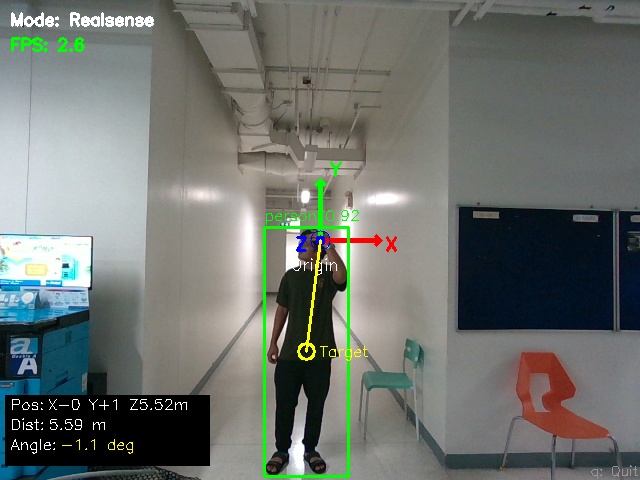 Mode: Realsense
FPS: 2.6
Y
person 0.92
Z
X
Origin
Target
Double A
A
Pos: X-0 Y+1 Z5.52m
Dist: 5.59 m
Angle: -1.1 deg
q: Quit